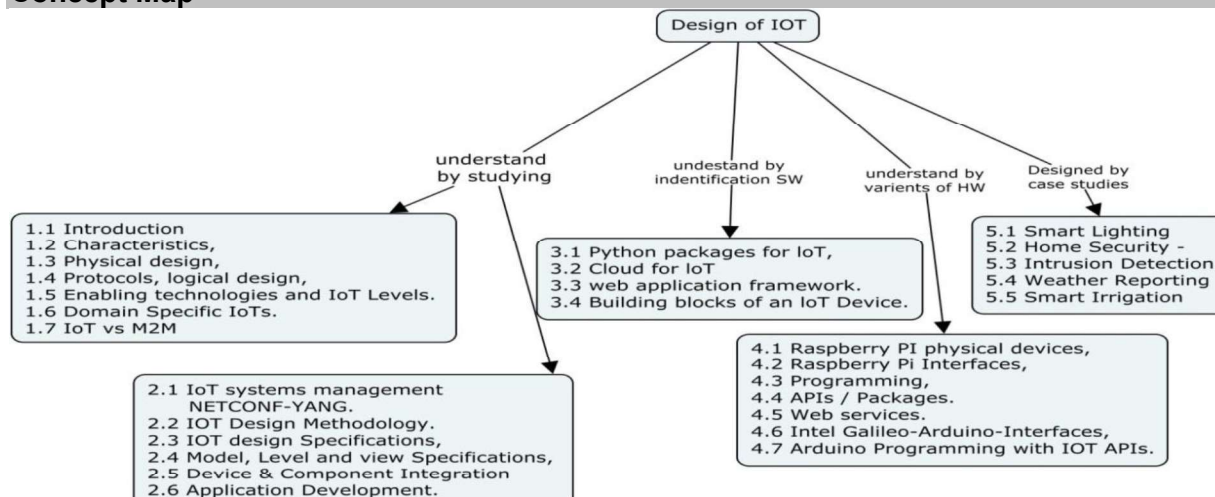 Concept Map
Design of IOT
understand
by studying
undestand by
indentification SW
understand by
varients of HW
Designed by
case studies
1.1 Introduction
1.2 Characteristics,
1.3 Physical design,
1.4 Protocols, logical design,
1.5 Enabling technologies and IoT Levels.
1.6 Domain Specific IoTs.
1.7 IoT vs M2M
2.1 IoT systems management
NETCONF-YANG.
2.2 IOT Design Methodology.
2.3 IOT design Specifications,
2.4 Model, Level and view Specifications,
2.5 Device & Component Integration
2.6 Application Development.
3.1 Python packages for IoT,
3.2 Cloud for IoT
3.3 web application framework.
3.4 Building blocks of an IoT Device.
4.1 Raspberry PI physical devices,
4.2 Raspberry Pi Interfaces,
4.3 Programming,
4.4 APIs / Packages.
4.5 Web services.
4.6 Intel Galileo-Arduino-Interfaces,
4.7 Arduino Programming with IOT APIs.
5.1 Smart Lighting
5.2 Home Security -
5.3 Intrusion Detection
5.4 Weather Reporting
5.5 Smart Irrigation